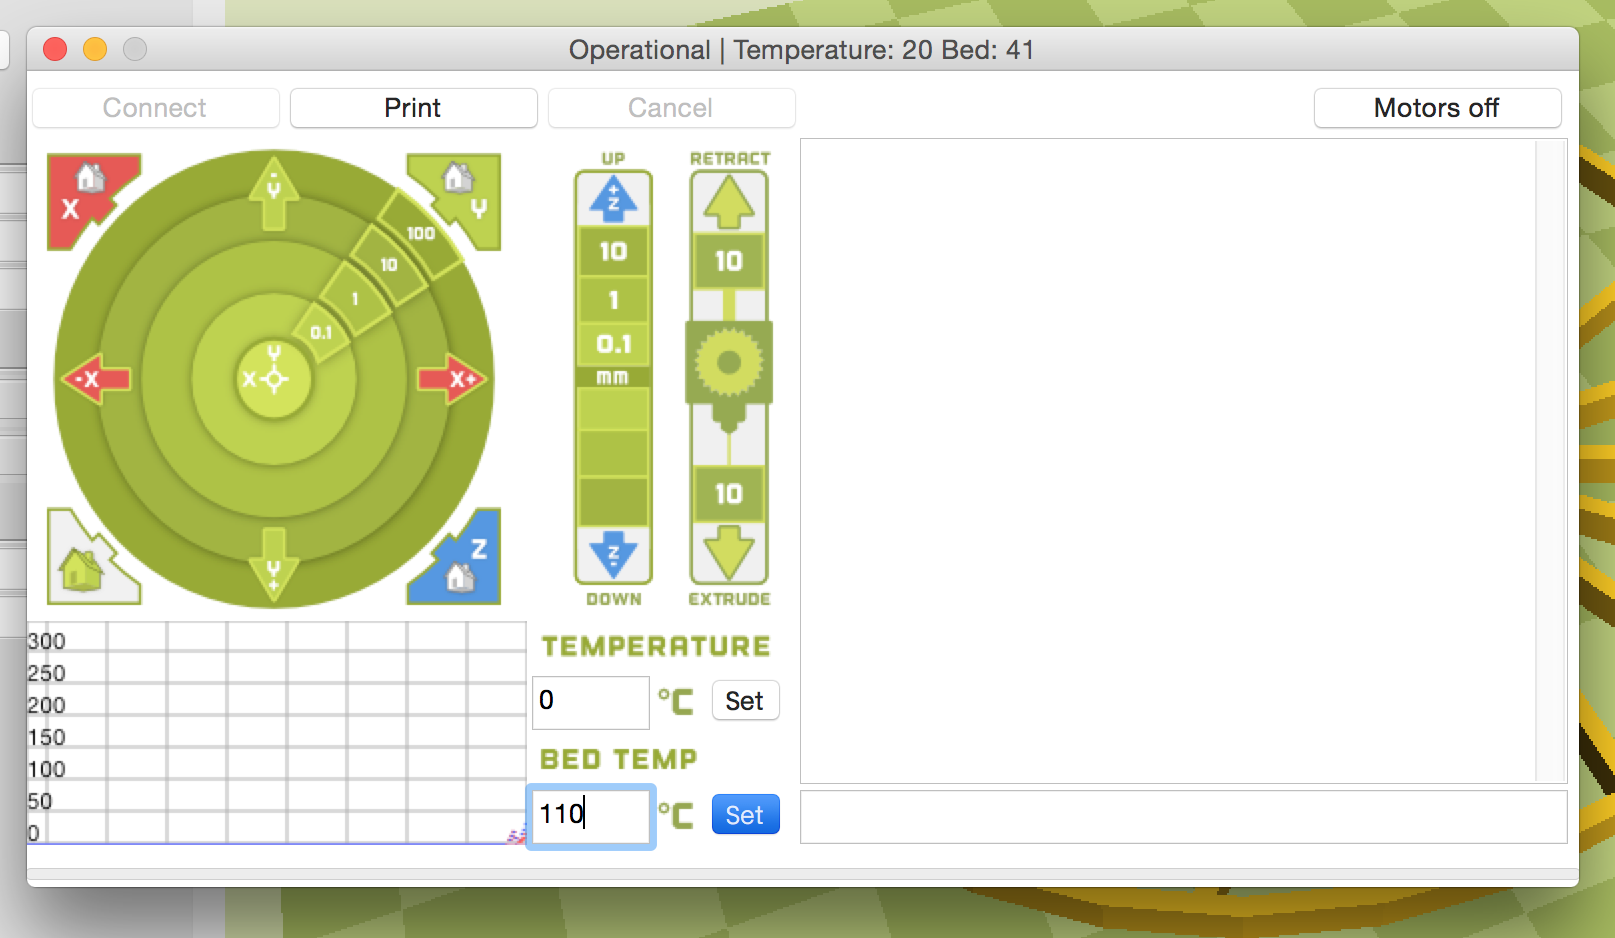 Operational | Temperature: 20 Bed: 41
Connect
Print
Cancel
Motors off
X
Y
-Y
100
10
1
0.1
Y
X
-X
X+
Y+
Z
UP
+Z
10
1
0.1
mm
Z-
DOWN
RETRACT
10
10
EXTRUDE
300
250
200
150
100
50
0
TEMPERATURE
0 °C Set
BED TEMP
110 °C Set